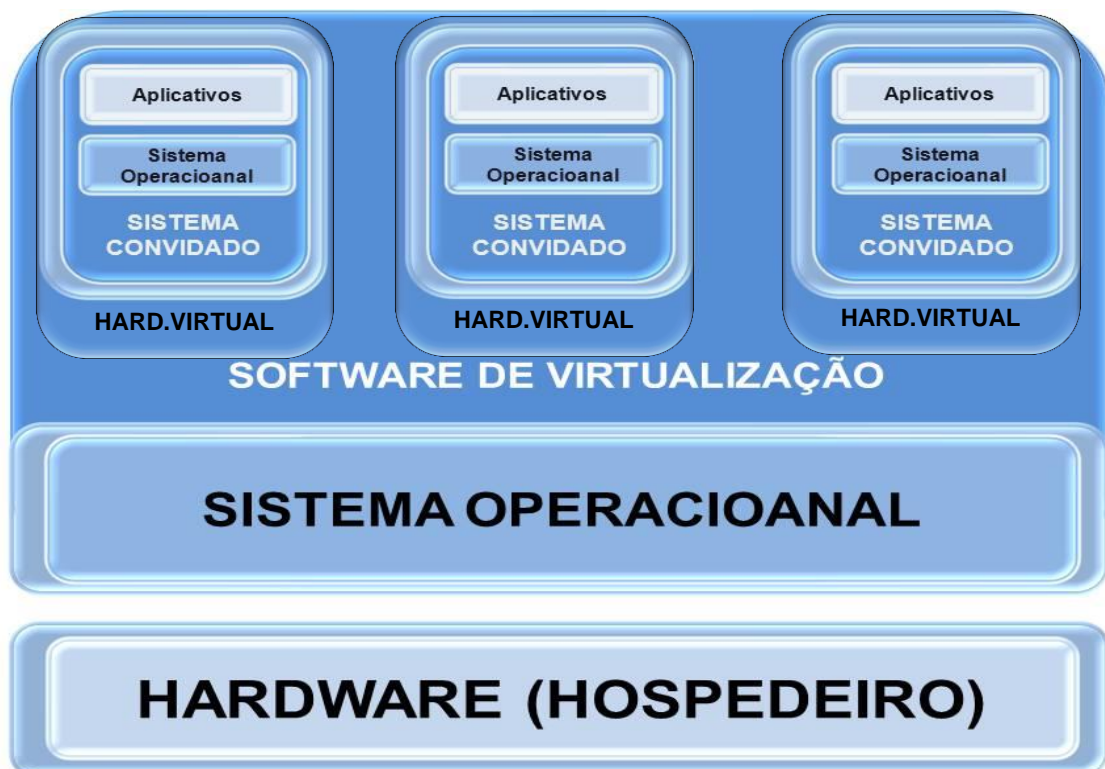 Aplicativos
Sistema
Operacioanal
SISTEMA
CONVIDADO
HARD.VIRTUAL
Aplicativos
Sistema
Operacioanal
SISTEMA
CONVIDADO
HARD.VIRTUAL
Aplicativos
Sistema
Operacioanal
SISTEMA
CONVIDADO
HARD.VIRTUAL
SOFTWARE DE VIRTUALIZAÇÃO
SISTEMA OPERACIOANAL
HARDWARE (HOSPEDEIRO)